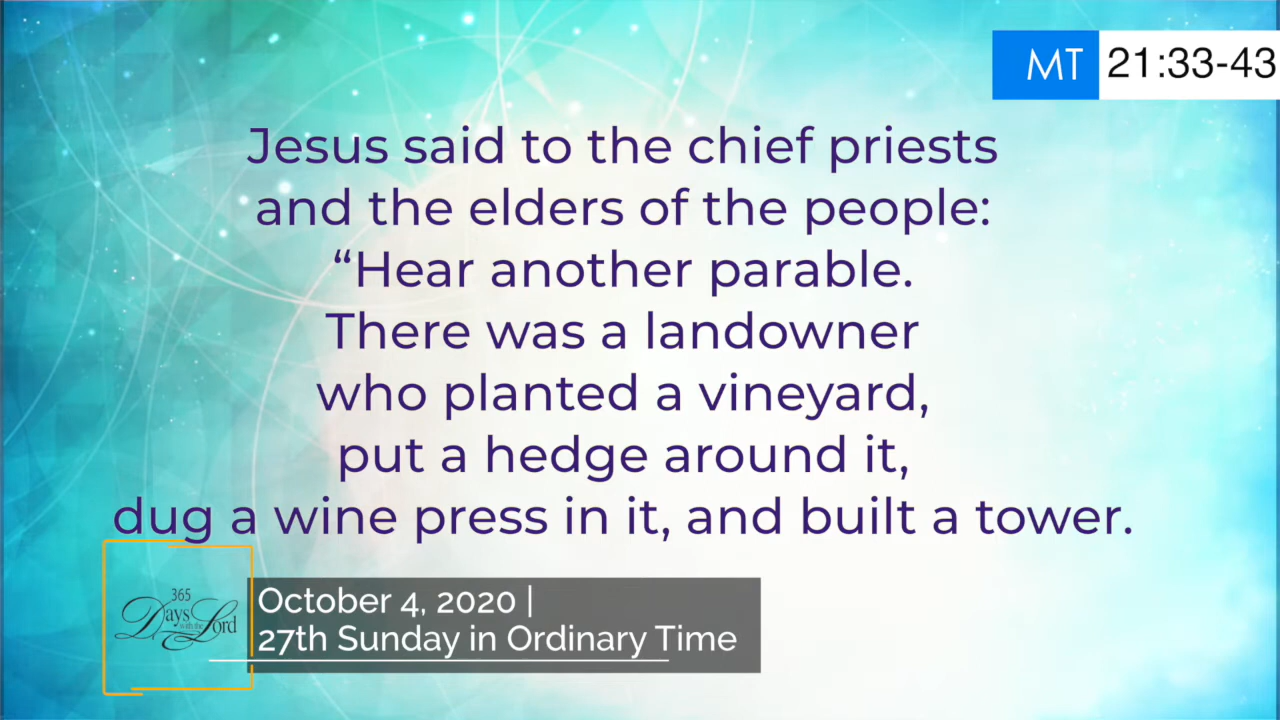 MT 21:33-43
Jesus said to the chief priests
and the elders of the people:
“Hear another parable.
There was a landowner
who planted a vineyard,
put a hedge around it,
dug a wine press in it, and built a tower.
365
Days with the Lord
October 4, 2020 |
27th Sunday in Ordinary Time